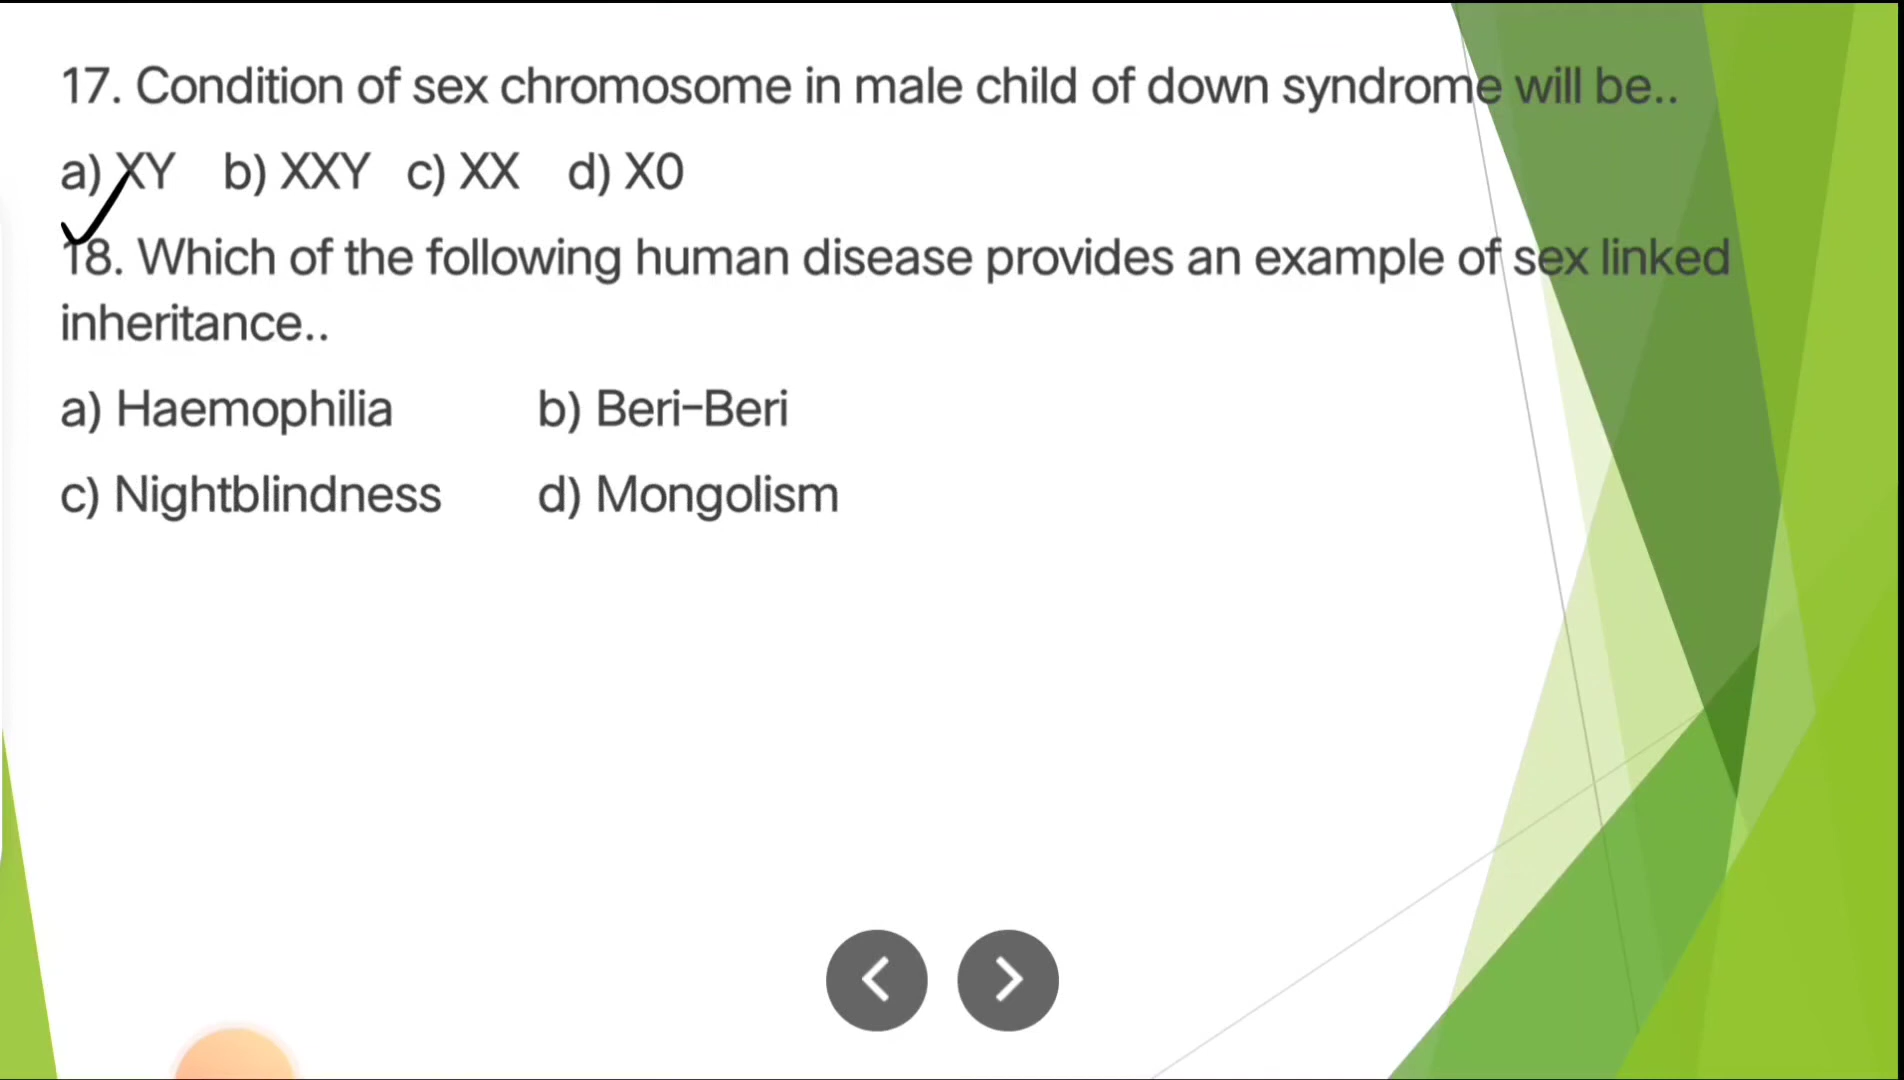 17. Condition of sex chromosome in male child of down syndrome will be..
a) XY b) XXY c) XX d) X0
18. Which of the following human disease provides an example of sex linked
inheritance..
a) Haemophilia b) Beri-Beri
c) Nightblindness d) Mongolism